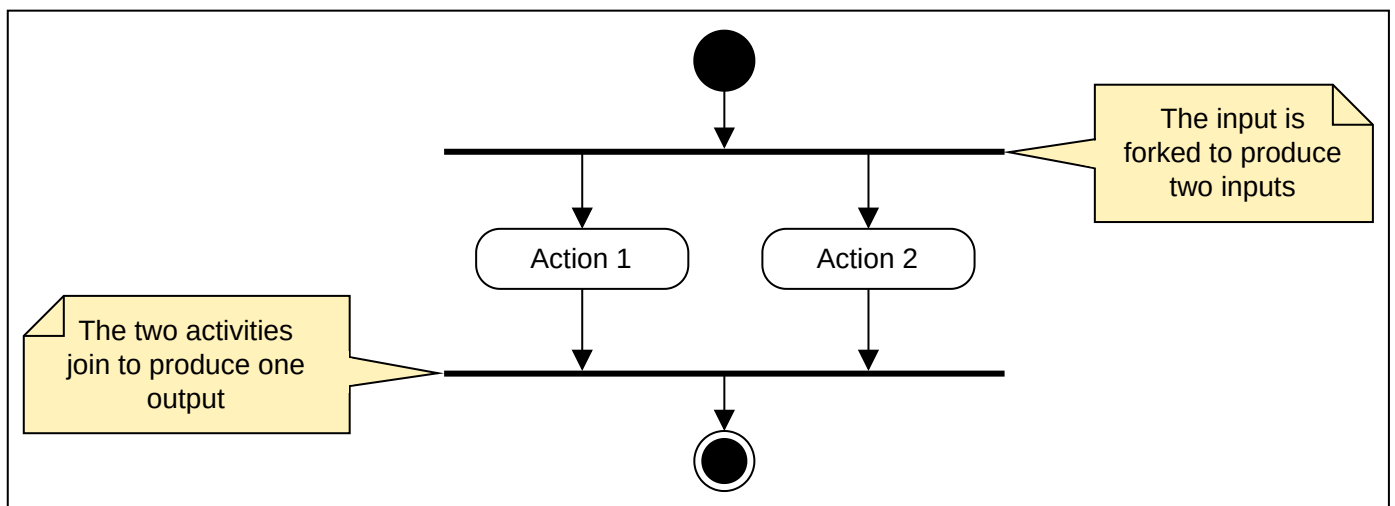 The input is
forked to produce
two inputs
Action 1
Action 2
The two activities
join to produce one
output